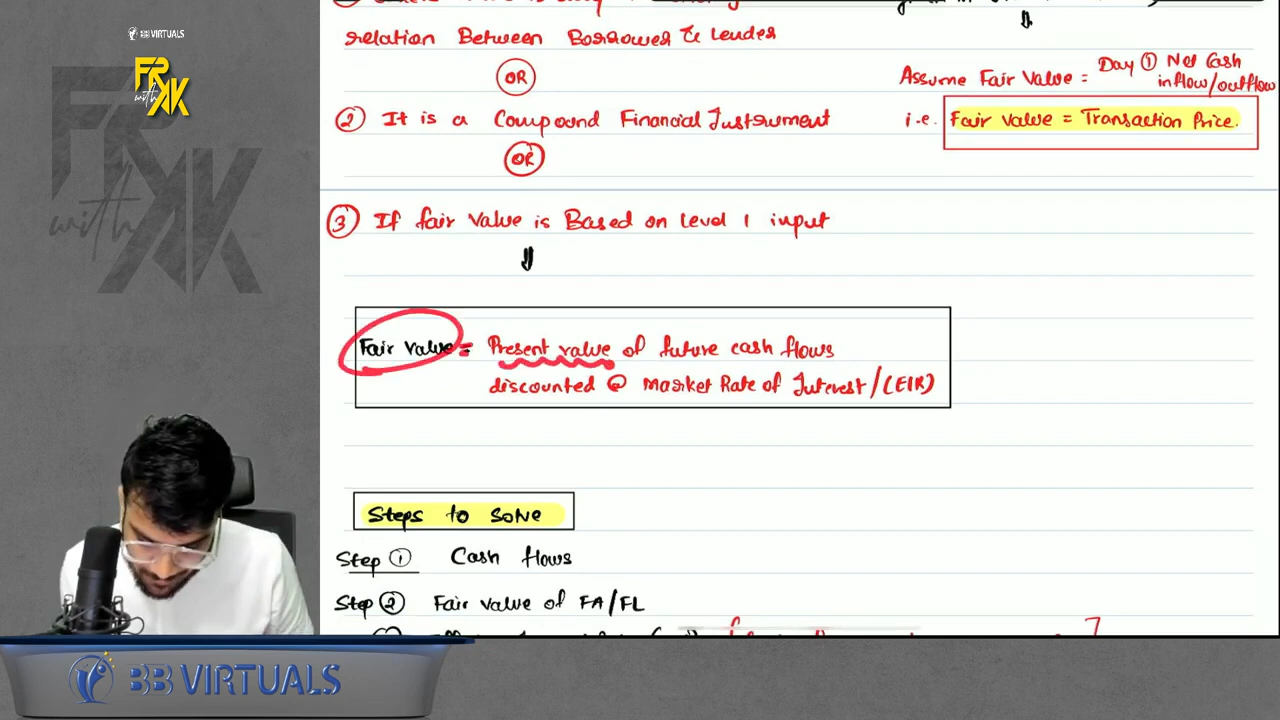 BB VIRTUALS
FR
with
AK
relation Between Borrower & Lender
OR
Assume Fair Value = Day ① Net Cash
inflow/outflow
② It is a Compound Financial Instrument
i.e. Fair Value = Transaction Price.
OR
③ If fair value is Based on level 1 input
Fair Value = Present value of future cash flows
discounted @ Market Rate of Interest/(EIR)
Steps to Solve
Step ① Cash flows
Step ② Fair value of FA/FL
BB VIRTUALS